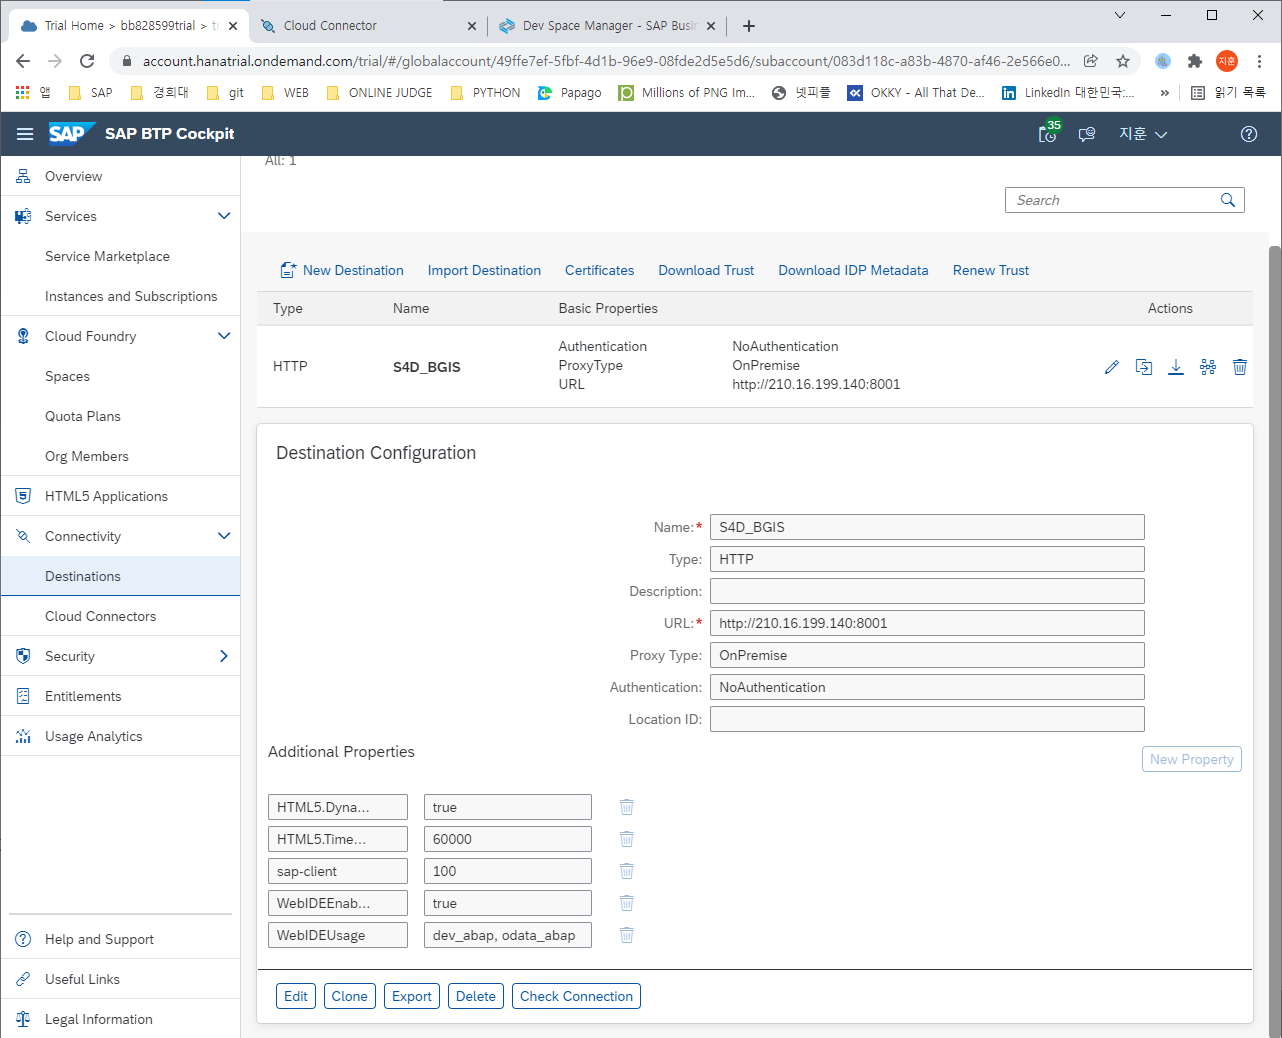 Trial Home > bb828599trial > tr
Cloud Connector
Dev Space Manager - SAP Busin
account.hanatrial.ondemand.com/trial/#/globalaccount/49ffe7ef-5fbf-4d1b-96e9-08fde2d5e5d6/subaccount/083d118c-a83b-4870-af46-2e566e0...
지훈
앱
SAP
경희대
git
WEB
ONLINE JUDGE
PYTHON
Papago
Millions of PNG Im...
넷피플
OKKY - All That De...
LinkedIn 대한민국:...
»
읽기 목록
SAP
SAP BTP Cockpit
35
지훈
Overview
Services
Service Marketplace
Instances and Subscriptions
Cloud Foundry
Spaces
Quota Plans
Org Members
HTML5 Applications
Connectivity
Destinations
Cloud Connectors
Security
Entitlements
Usage Analytics
Help and Support
Useful Links
Legal Information
All: 1
Search
New Destination Import Destination Certificates Download Trust Download IDP Metadata Renew Trust
Type Name Basic Properties Actions
HTTP S4D_BGIS
Authentication NoAuthentication
ProxyType OnPremise
URL http://210.16.199.140:8001
Destination Configuration
Name:* S4D_BGIS
Type: HTTP
Description:
URL:* http://210.16.199.140:8001
Proxy Type: OnPremise
Authentication: NoAuthentication
Location ID:
Additional Properties
New Property
HTML5.Dyna... true
HTML5.Time... 60000
sap-client 100
WebIDEEnab... true
WebIDEUsage dev_abap, odata_abap
Edit Clone Export Delete Check Connection